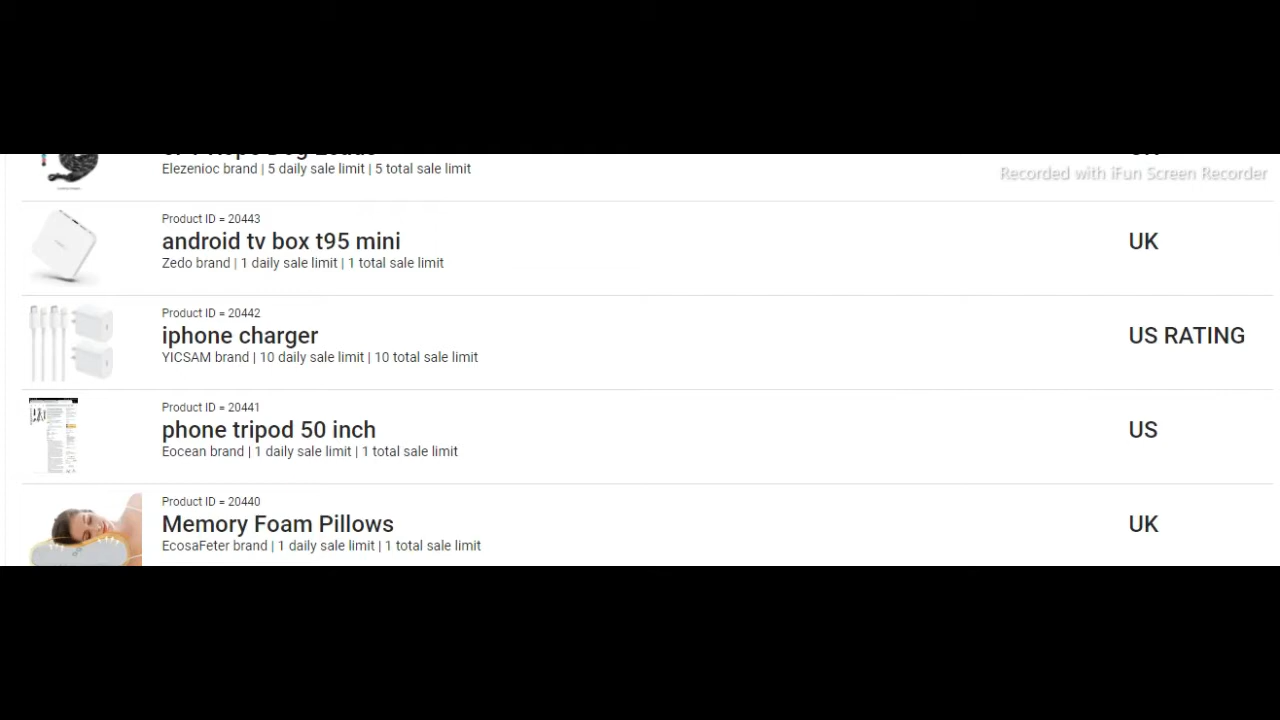 Elezenioc brand | 5 daily sale limit | 5 total sale limit
Recorded with iFun Screen Recorder
Product ID = 20443
android tv box t95 mini
UK
Zedo brand | 1 daily sale limit | 1 total sale limit
Product ID = 20442
iphone charger
US RATING
YICSAM brand | 10 daily sale limit | 10 total sale limit
Product ID = 20441
phone tripod 50 inch
US
Eocean brand | 1 daily sale limit | 1 total sale limit
Product ID = 20440
Memory Foam Pillows
UK
EcosaFeter brand | 1 daily sale limit | 1 total sale limit